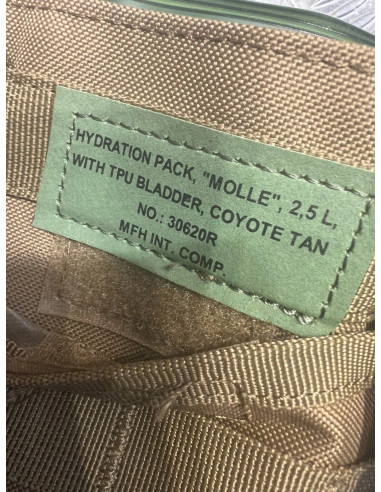 HYDRATION PACK, "MOLLE", 2,5 L,
WITH TPU BLADDER, COYOTE TAN
NO.: 30620R
MFH INT. COMP.